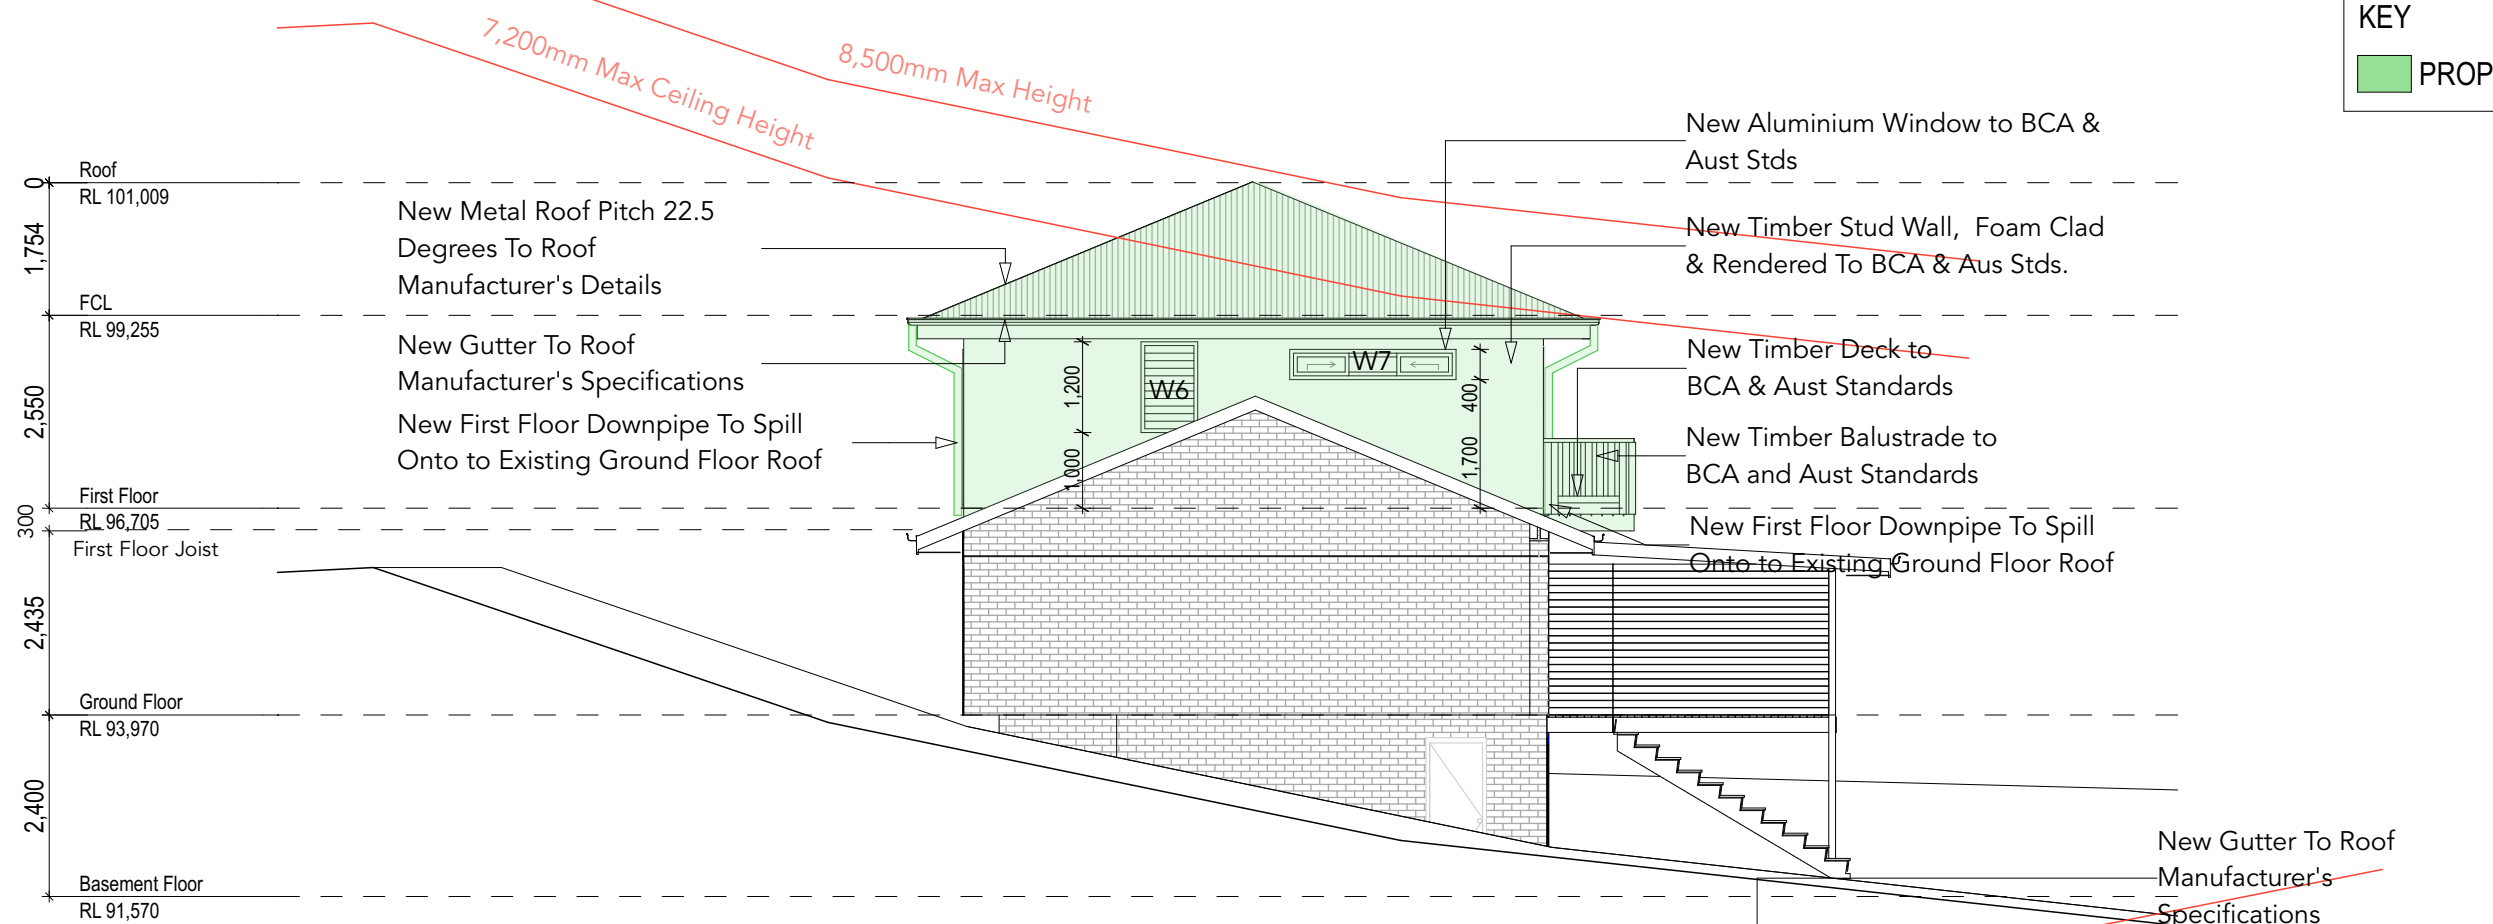 KEY
PROP
7,200mm Max Ceiling Height
8,500mm Max Height
New Aluminium Window to BCA &
Aust Stds
Roof
RL 101,009
0
1,754
New Metal Roof Pitch 22.5
Degrees To Roof
Manufacturer's Details
New Timber Stud Wall, Foam Clad
& Rendered To BCA & Aus Stds.
FCL
RL 99,255
New Gutter To Roof
Manufacturer's Specifications
New Timber Deck to
BCA & Aust Standards
W6
W7
1,200
400
2,550
New First Floor Downpipe To Spill
Onto to Existing Ground Floor Roof
New Timber Balustrade to
BCA and Aust Standards
1,000
1,700
First Floor
RL 96,705
300
First Floor Joist
New First Floor Downpipe To Spill
Onto to Existing Ground Floor Roof
2,435
Ground Floor
RL 93,970
2,400
New Gutter To Roof
Manufacturer's
Specifications
Basement Floor
RL 91,570